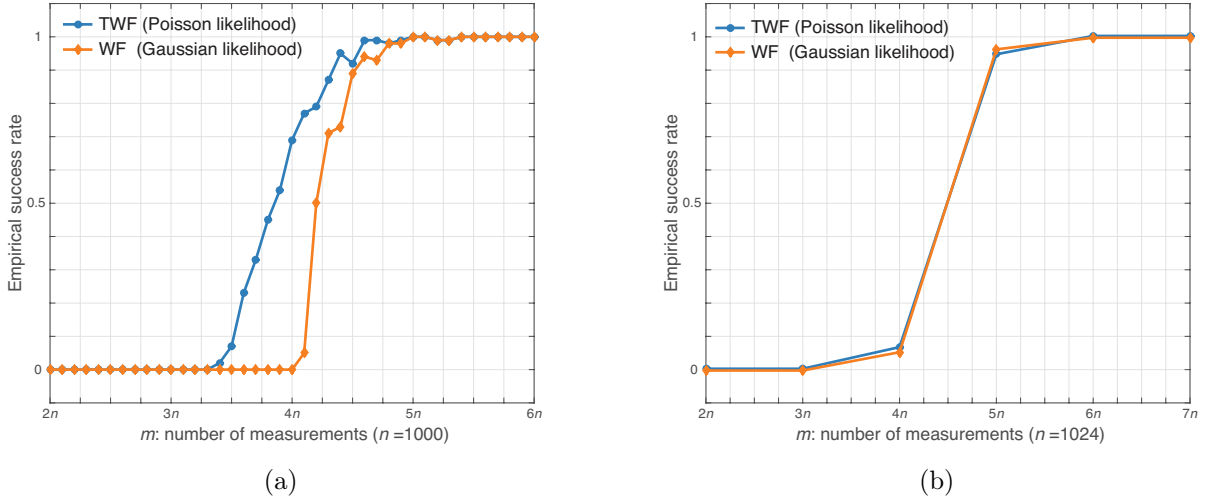 TWF (Poisson likelihood)
WF (Gaussian likelihood)
Empirical success rate
1
0.5
0
2n
3n
4n
5n
6n
m: number of measurements (n =1000)
(a)
TWF (Poisson likelihood)
WF (Gaussian likelihood)
Empirical success rate
1
0.5
0
2n
3n
4n
5n
6n
7n
m: number of measurements (n =1024)
(b)